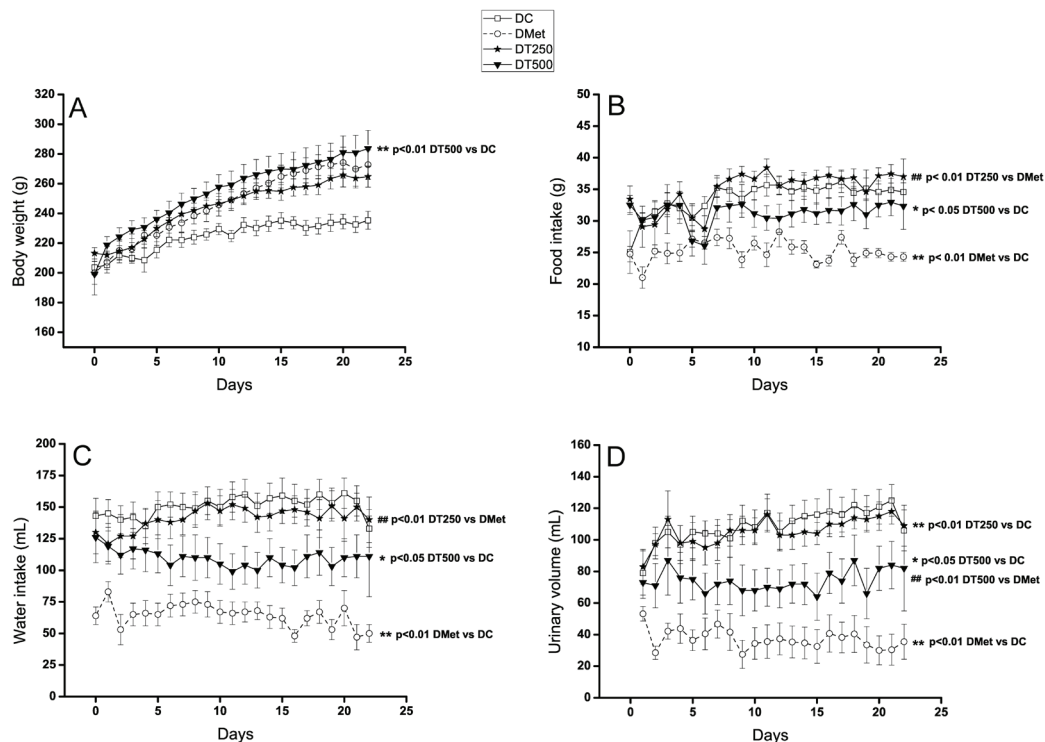 DC
DMet
DT250
DT500
A
320
300
280
260
240
220
200
180
160
Body weight (g)
0 5 10 15 20 25
Days
** p<0.01 DT500 vs DC
B
50
45
40
35
30
25
20
15
10
Food intake (g)
0 5 10 15 20 25
Days
## p< 0.01 DT250 vs DMet
* p< 0.05 DT500 vs DC
** p< 0.01 DMet vs DC
C
200
175
150
125
100
75
50
25
0
Water intake (mL)
0 5 10 15 20 25
Days
## p<0.01 DT250 vs DMet
* p<0.05 DT500 vs DC
** p<0.01 DMet vs DC
D
160
140
120
100
80
60
40
20
0
Urinary volume (mL)
0 5 10 15 20 25
Days
** p<0.01 DT250 vs DC
* p<0.05 DT500 vs DC
## p<0.01 DT500 vs DMet
** p<0.01 DMet vs DC